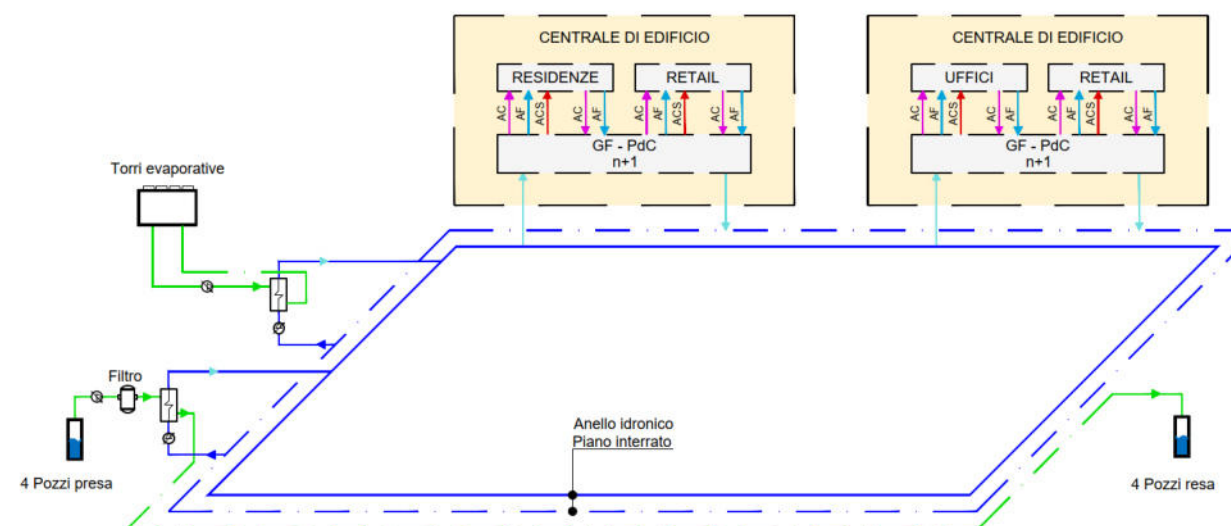 CENTRALE DI EDIFICIO
RESIDENZE
RETAIL
AC
AF
ACS
AC
AF
AC
AF
ACS
AC
AF
GF - PdC
n+1
CENTRALE DI EDIFICIO
UFFICI
RETAIL
AC
AF
ACS
AC
AF
AC
AF
ACS
AC
AF
GF - PdC
n+1
Torri evaporative
Filtro
4 Pozzi presa
Anello idronico
Piano interrato
4 Pozzi resa